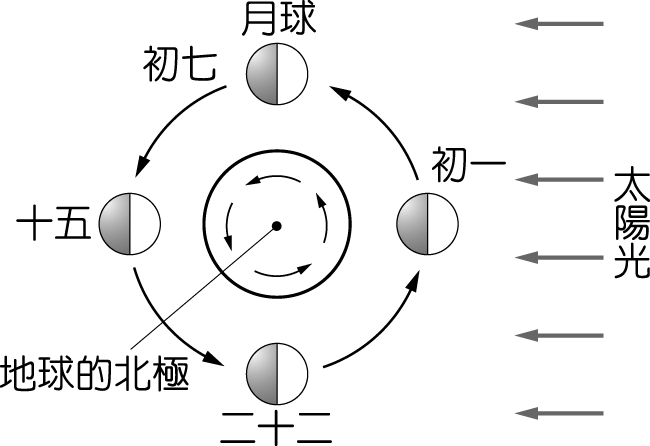 月球
初七
初一
十五
太陽光
地球的北極
二十二